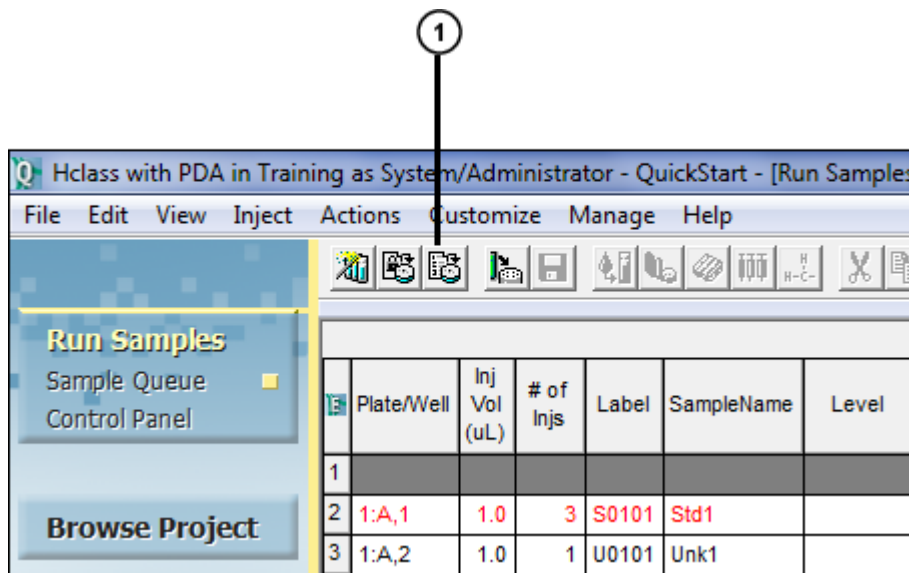 1
Hclass with PDA in Training as System/Administrator - QuickStart - [Run Samples
File Edit View Inject Actions Customize Manage Help
Run Samples
Sample Queue
Control Panel
Browse Project
Plate/Well Inj Vol (uL) # of Injs Label SampleName Level
1
2 1:A,1 1.0 3 S0101 Std1
3 1:A,2 1.0 1 U0101 Unk1